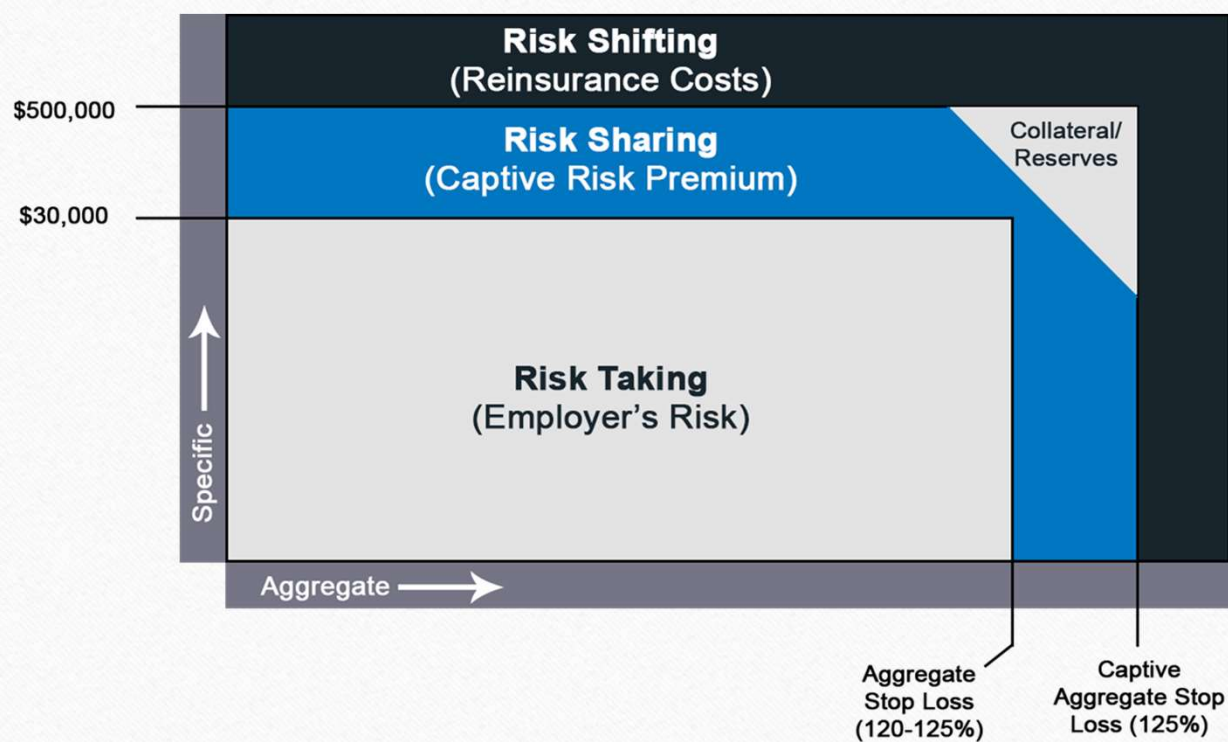 Risk Shifting
(Reinsurance Costs)
$500,000
Risk Sharing
(Captive Risk Premium)
Collateral/
Reserves
$30,000
Risk Taking
(Employer’s Risk)
Specific
Aggregate
Aggregate
Stop Loss
(120-125%)
Captive
Aggregate Stop
Loss (125%)